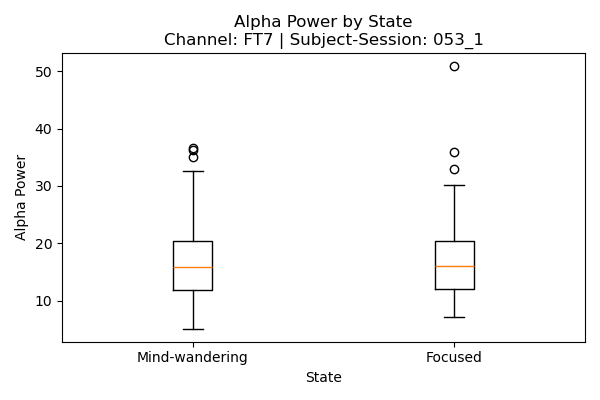 Alpha Power by State
Channel: FT7 | Subject-Session: 053_1
Alpha Power
50
40
30
20
10
Mind-wandering
Focused
State